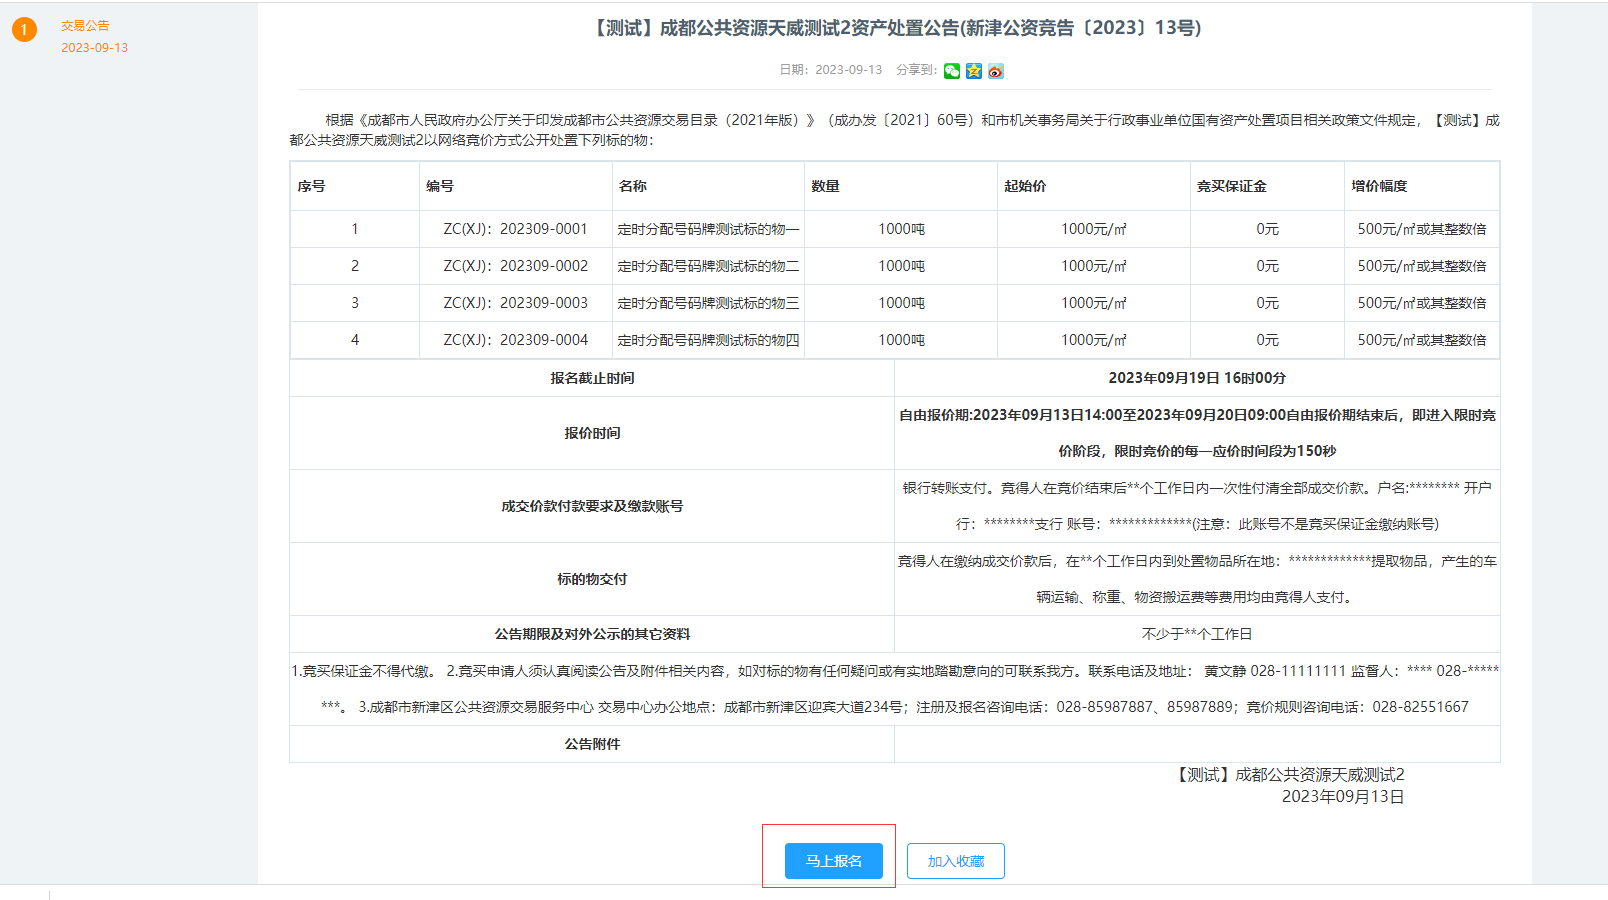 1
交易公告
2023-09-13
【测试】成都公共资源天威测试2资产处置公告(新津公资竞告〔2023〕13号)
日期：2023-09-13 分享到：
根据《成都市人民政府办公厅关于印发成都市公共资源交易目录（2021年版）》（成办发〔2021〕60号）和市机关事务局关于行政事业单位国有资产处置项目相关政策文件规定，【测试】成
都公共资源天威测试2以网络竞价方式公开处置下列标的物：
序号 编号 名称 数量 起始价 竞买保证金 增价幅度
1 ZC(XJ)：202309-0001 定时分配号码牌测试标的物一 1000吨 1000元/㎡ 0元 500元/㎡或其整数倍
2 ZC(XJ)：202309-0002 定时分配号码牌测试标的物二 1000吨 1000元/㎡ 0元 500元/㎡或其整数倍
3 ZC(XJ)：202309-0003 定时分配号码牌测试标的物三 1000吨 1000元/㎡ 0元 500元/㎡或其整数倍
4 ZC(XJ)：202309-0004 定时分配号码牌测试标的物四 1000吨 1000元/㎡ 0元 500元/㎡或其整数倍
报名截止时间 2023年09月19日 16时00分
报价时间
自由报价期:2023年09月13日14:00至2023年09月20日09:00自由报价期结束后，即进入限时竞
价阶段，限时竞价的每一应价时间段为150秒
成交价款付款要求及缴款账号
银行转账支付。竞得人在竞价结束后**个工作日内一次性付清全部成交价款。户名:******** 开户
行：********支行 账号：*************(注意：此账号不是竞买保证金缴纳账号)
标的物交付
竞得人在缴纳成交价款后，在**个工作日内到处置物品所在地：*************提取物品，产生的车
辆运输、称重、物资搬运费等费用均由竞得人支付。
公告期限及对外公示的其它资料 不少于**个工作日
1.竞买保证金不得代缴。 2.竞买申请人须认真阅读公告及附件相关内容，如对标的物有任何疑问或有实地踏勘意向的可联系我方。联系电话及地址： 黄文静 028-11111111 监督人：**** 028-*****
***。 3.成都市新津区公共资源交易服务中心 交易中心办公地点：成都市新津区迎宾大道234号；注册及报名咨询电话：028-85987887、85987889；竞价规则咨询电话：028-82551667
公告附件
【测试】成都公共资源天威测试2
2023年09月13日
马上报名 加入收藏